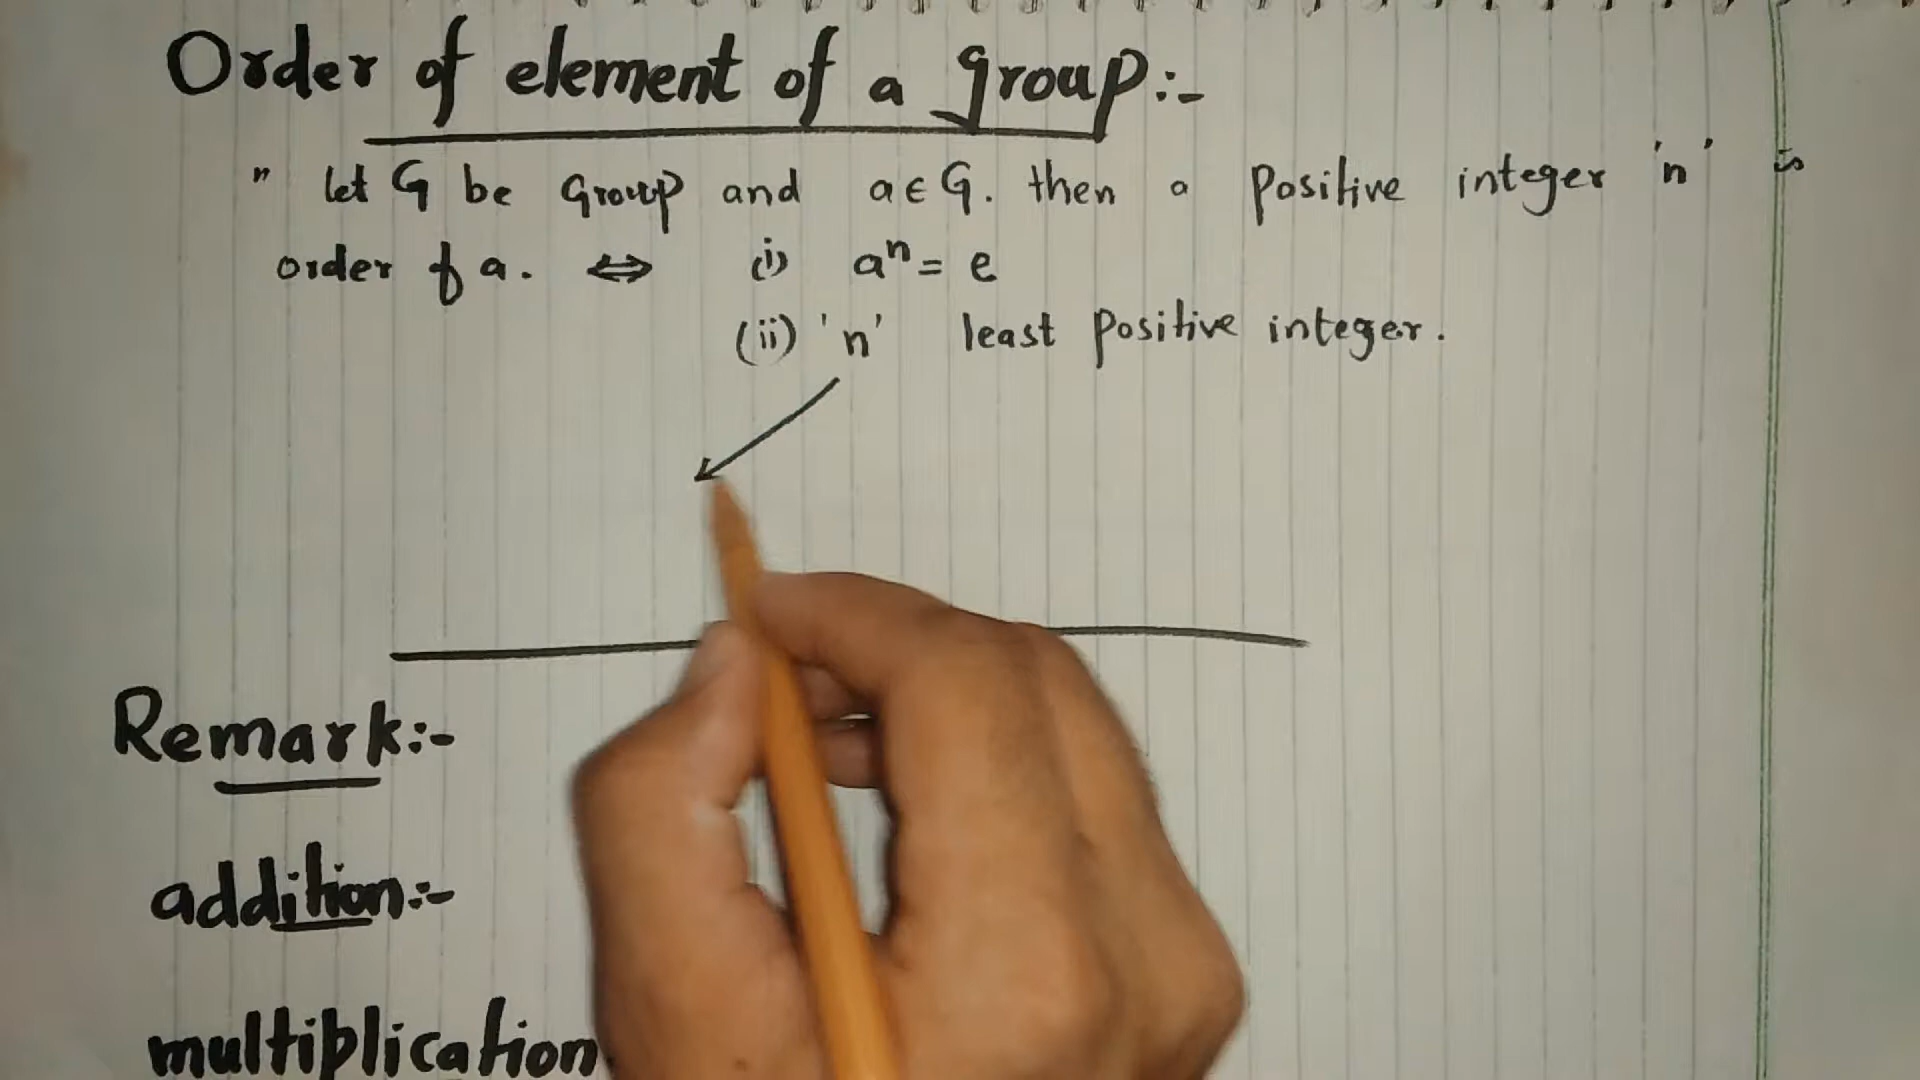 Order of element of a group:-
" let G be Group and a ∈ G. then a positive integer 'n' is
order of a. ⇔ (i) aⁿ = e
(ii) 'n' least positive integer.
Remark:-
addition:-
multiplication